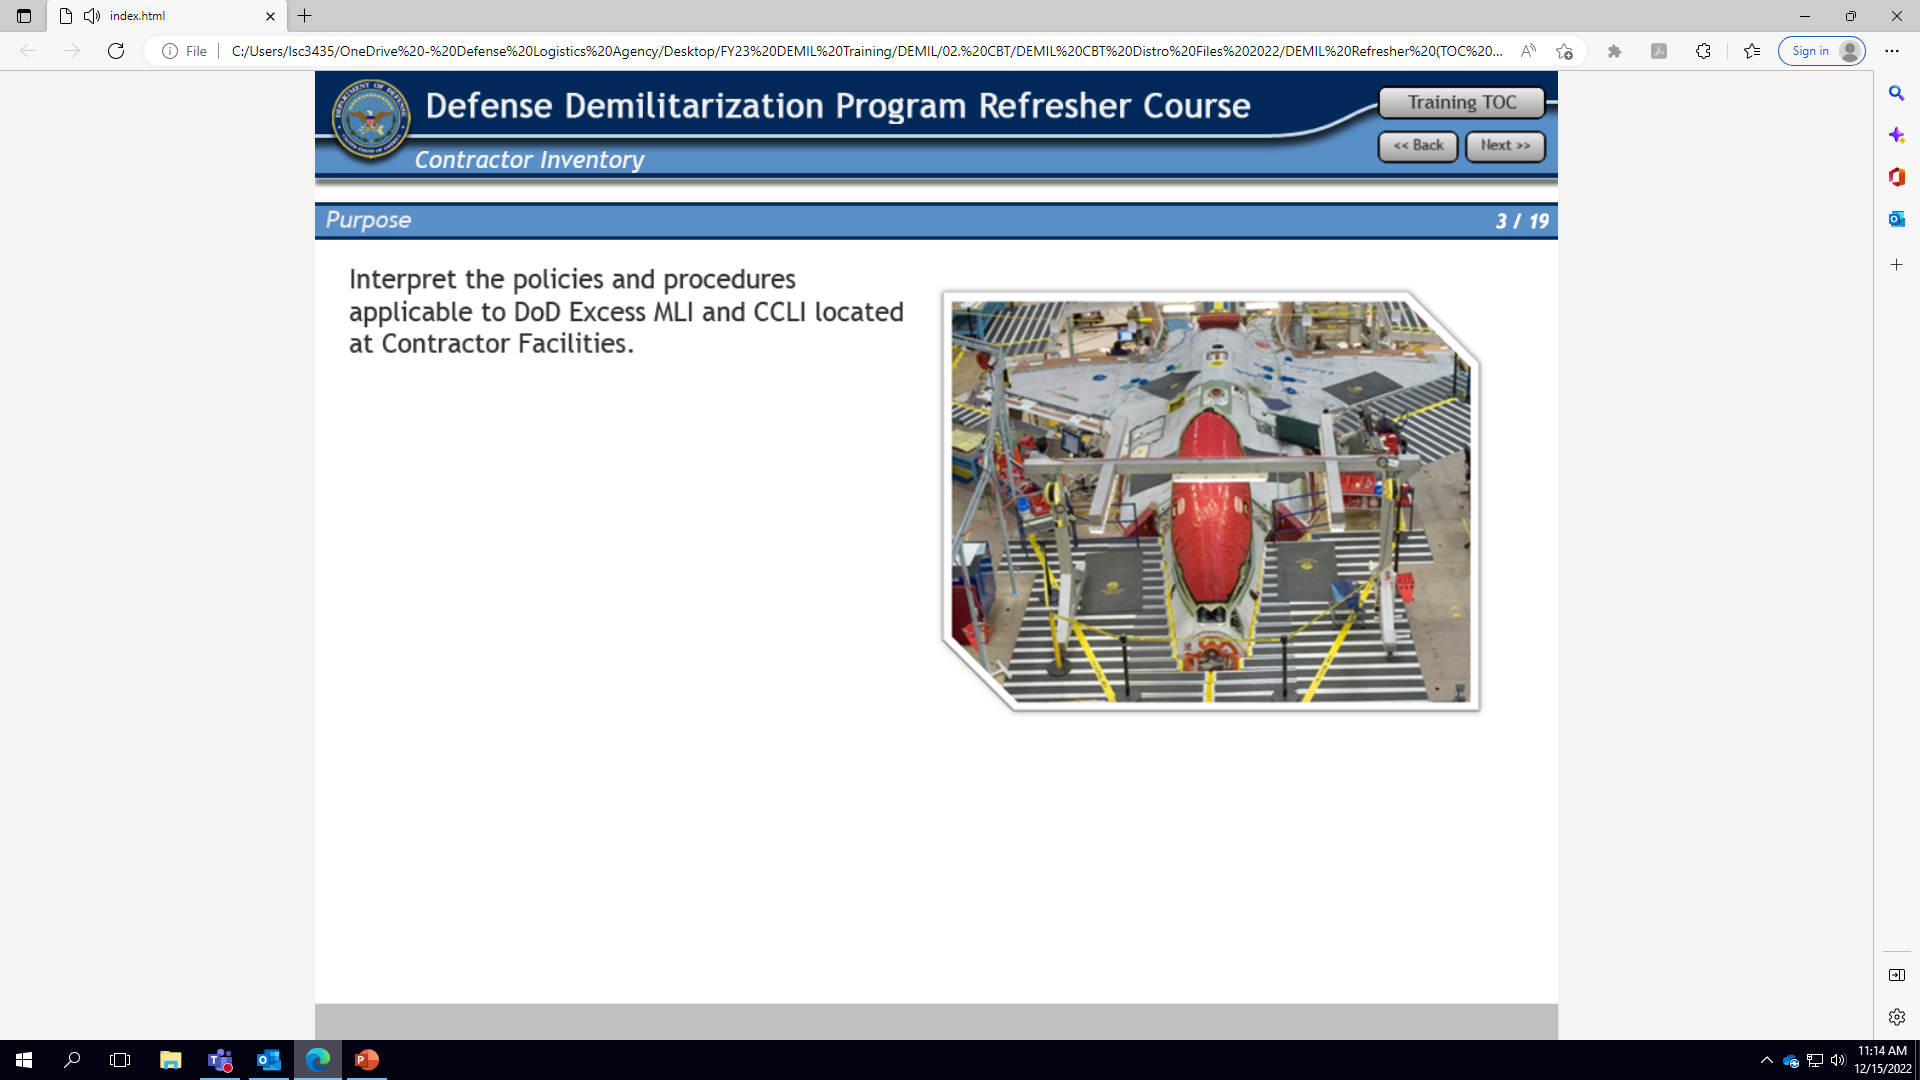 index.html
File
C:/Users/lsc3435/OneDrive%20-%20Defense%20Logistics%20Agency/Desktop/FY23%20DEMIL%20Training/DEMIL/02.%20CBT/DEMIL%20CBT%20Distro%20Files%202022/DEMIL%20Refresher%20(TOC%20...
Sign in
Defense Demilitarization Program Refresher Course
Training TOC
<< Back
Next >>
Contractor Inventory
Purpose
3 / 19
Interpret the policies and procedures
applicable to DoD Excess MLI and CCLI located
at Contractor Facilities.
11:14 AM
12/15/2022